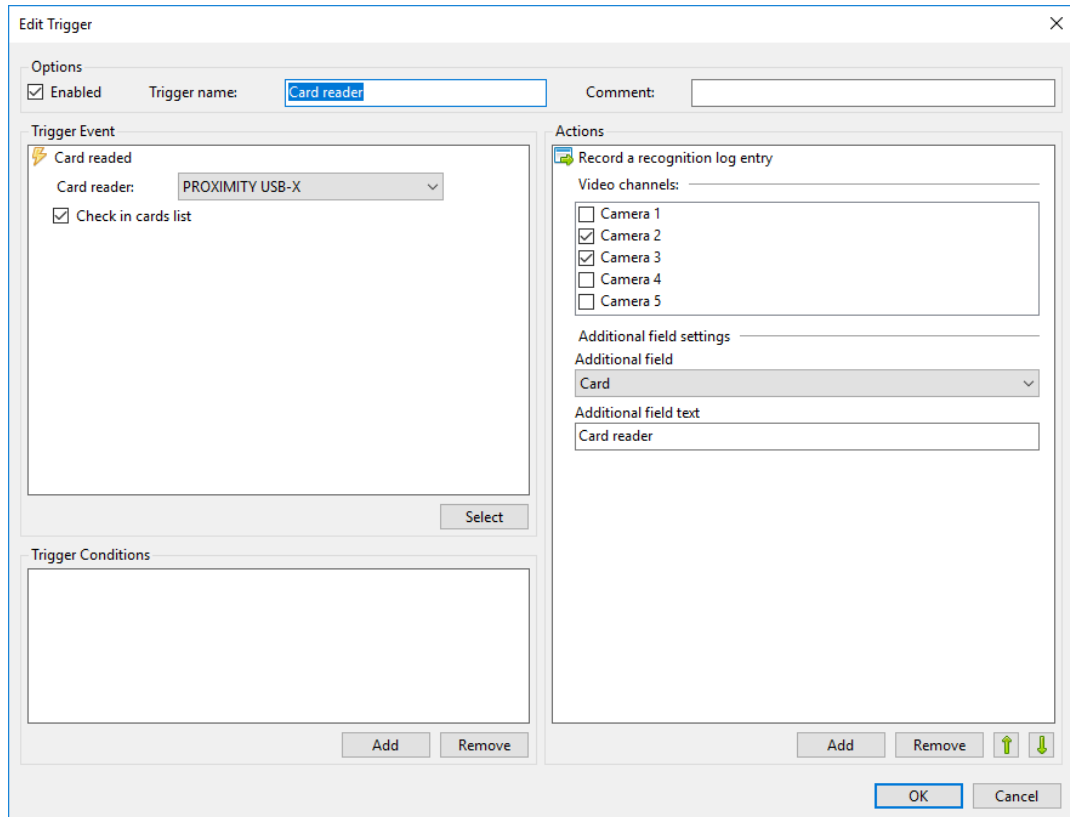 Edit Trigger
Options
Enabled Trigger name: Card reader Comment:
Trigger Event
Card readed
Card reader: PROXIMITY USB-X
Check in cards list
Select
Trigger Conditions
Add Remove
Actions
Record a recognition log entry
Video channels:
Camera 1
Camera 2
Camera 3
Camera 4
Camera 5
Additional field settings
Additional field
Card
Additional field text
Card reader
Add Remove
OK Cancel